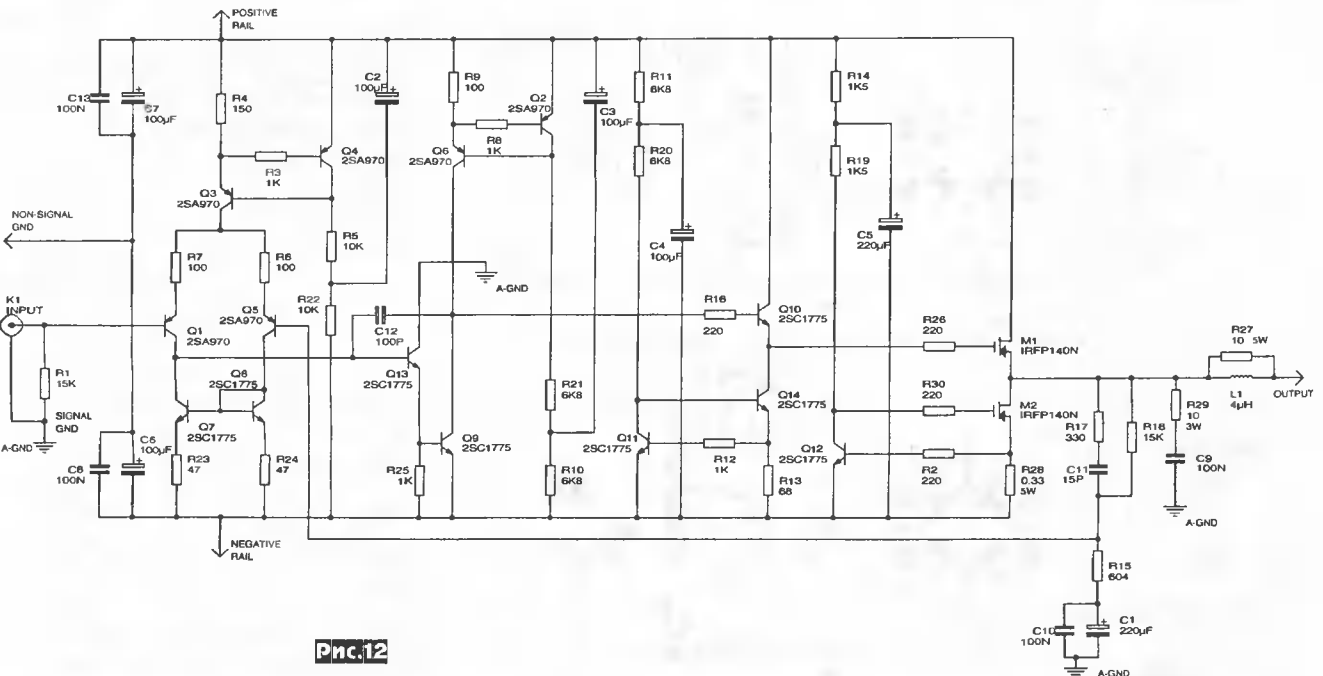 POSITIVE
RAIL
C13
100N
C7
100µF
R4
150
C2
100µF
R9
100
Q2
2SA970
C3
100µF
R11
6K8
R14
1K5
R3
1K
Q4
2SA970
R8
1K
Q6
2SA970
R20
6K8
R19
1K5
Q3
2SA970
NON-SIGNAL
GND
R5
10K
C4
100µF
C5
220µF
R7
100
R6
100
A-GND
K1
INPUT
R22
10K
Q5
2SA970
Q1
2SA970
C12
100P
R16
220
Q10
2SC1775
R26
220
M1
IRFP140N
R27
10 5W
R1
15K
Q6
2SC1775
Q13
2SC1775
R21
6K8
Q14
2SC1775
R30
220
M2
IRFP140N
L1
4µH
OUTPUT
SIGNAL
GND
A-GND
Q7
2SC1775
Q9
2SC1775
Q11
2SC1775
R12
1K
Q12
2SC1775
R2
220
R17
330
R18
15K
R29
10
3W
C6
100µF
C8
100N
R23
47
R24
47
R25
1K
R10
6K8
R13
68
R28
0.33
5W
C11
15P
C9
100N
A-GND
NEGATIVE
RAIL
R15
604
C10
100N
C1
220µF
A-GND
Рис.12